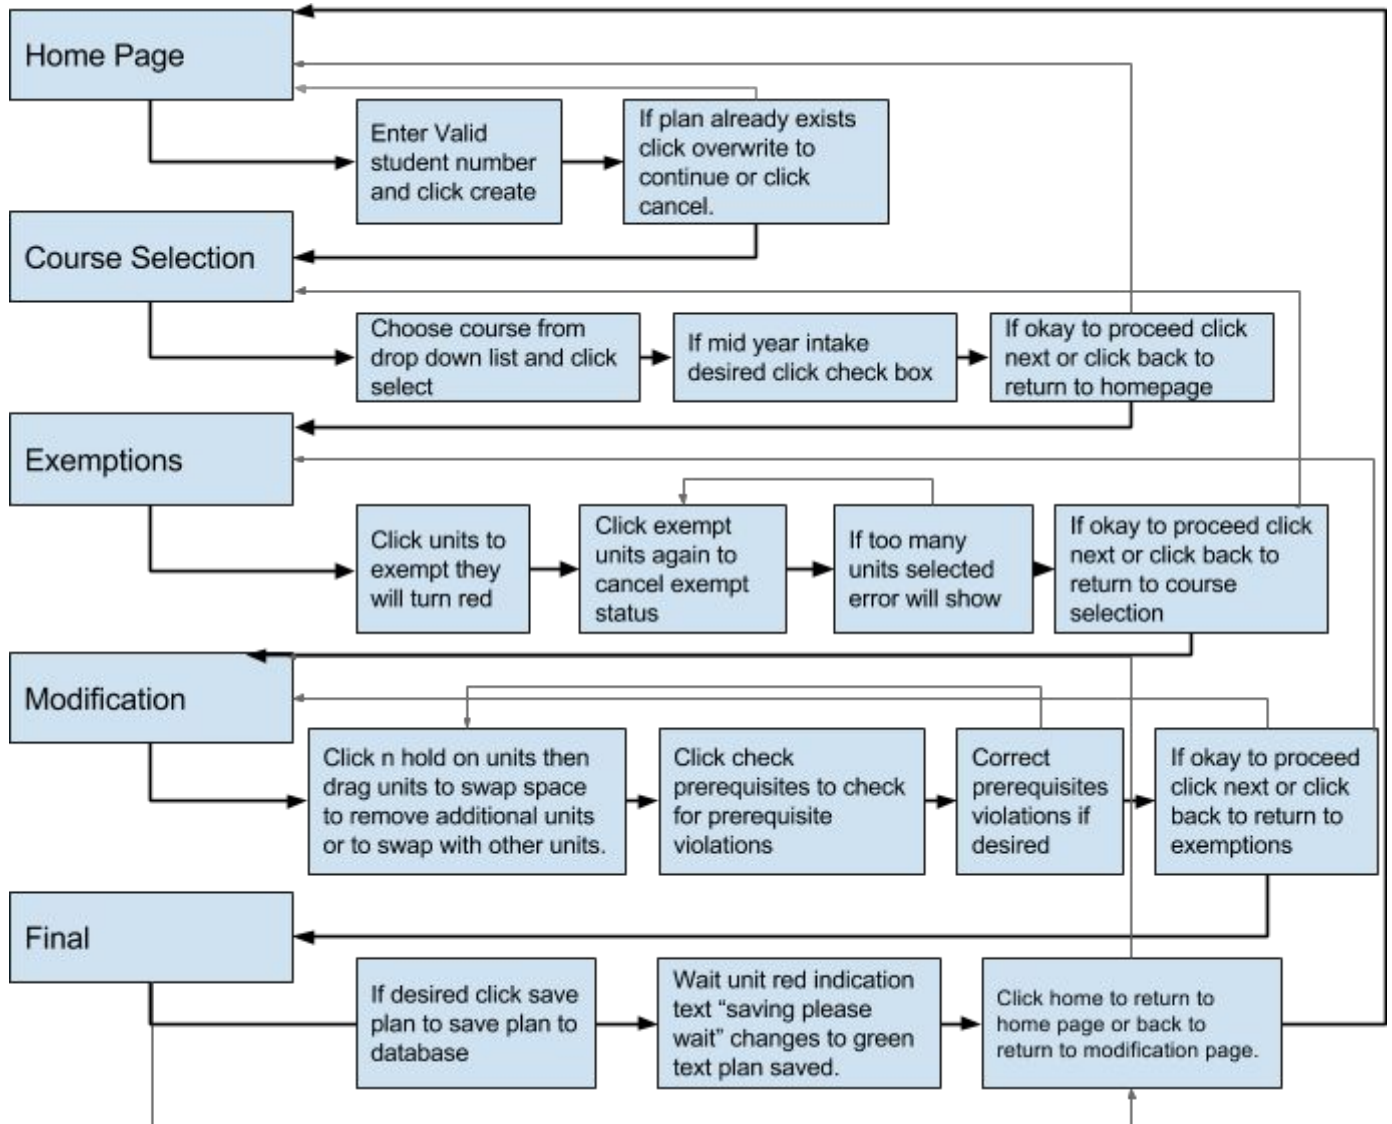 Home Page
Enter Valid
student number
and click create
If plan already exists
click overwrite to
continue or click
cancel.
Course Selection
Choose course from
drop down list and click
select
If mid year intake
desired click check box
If okay to proceed click
next or click back to
return to homepage
Exemptions
Click units to
exempt they
will turn red
Click exempt
units again to
cancel exempt
status
If too many
units selected
error will show
If okay to proceed click
next or click back to
return to course
selection
Modification
Click n hold on units then
drag units to swap space
to remove additional units
or to swap with other units.
Click check
prerequisites to check
for prerequisite
violations
Correct
prerequisites
violations if
desired
If okay to proceed
click next or click
back to return to
exemptions
Final
If desired click save
plan to save plan to
database
Wait unit red indication
text “saving please
wait” changes to green
text plan saved.
Click home to return to
home page or back to
return to modification page.